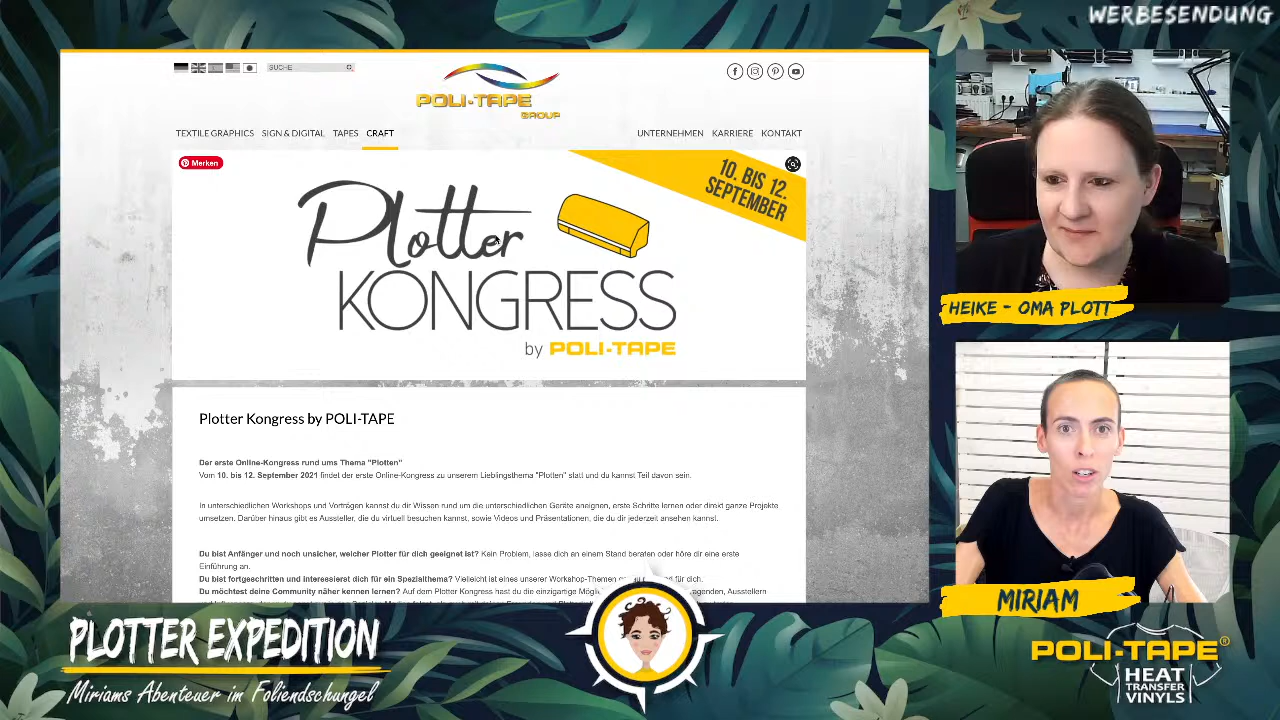 WERBESENDUNG
SUCHE
POLI-TAPE
GROUP
TEXTILE GRAPHICS SIGN & DIGITAL TAPES CRAFT
UNTERNEHMEN KARRIERE KONTAKT
Merken
10. BIS 12.
SEPTEMBER
Plotter
KONGRESS
by POLI-TAPE
Plotter Kongress by POLI-TAPE
Der erste Online-Kongress rund ums Thema "Plotten"
Vom 10. bis 12. September 2021 findet der erste Online-Kongress zu unserem Lieblingsthema "Plotten" statt und du kannst Teil davon sein.
In unterschiedlichen Workshops und Vorträgen kannst du dir Wissen rund um die unterschiedlichen Geräte aneignen, erste Schritte lernen oder direkt ganze Projekte
umsetzen. Darüber hinaus gibt es Aussteller, die du virtuell besuchen kannst, sowie Videos und Präsentationen, die du dir jederzeit ansehen kannst.
Du bist Anfänger und noch unsicher, welcher Plotter für dich geeignet ist? Kein Problem, lasse dich an einem Stand beraten oder höre dir eine erste
Einführung an.
Du bist fortgeschritten und interessierst dich für ein Spezialthema? Vielleicht ist eines unserer Workshop-Themen für dich.
Du möchtest deine Community näher kennen lernen? Auf dem Plotter Kongress hast du die einzigartige Ausstellern
HEIKE - OMA PLOTT
MIRIAM
PLOTTER EXPEDITION
Miriams Abenteuer im Foliendschungel
POLI-TAPE®
HEAT
TRANSFER
VINYLS